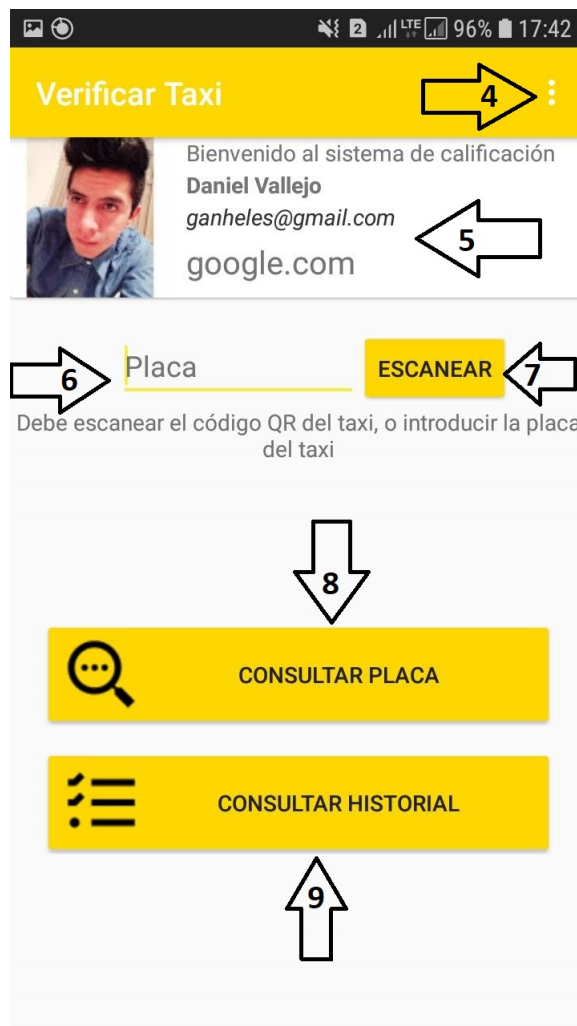 2 LTE 96% 17:42
Verificar Taxi 4
Bienvenido al sistema de calificación
Daniel Vallejo
ganheles@gmail.com
5
google.com
6 Placa ESCANEAR 7
Debe escanear el código QR del taxi, o introducir la placa
del taxi
8
CONSULTAR PLACA
CONSULTAR HISTORIAL
9